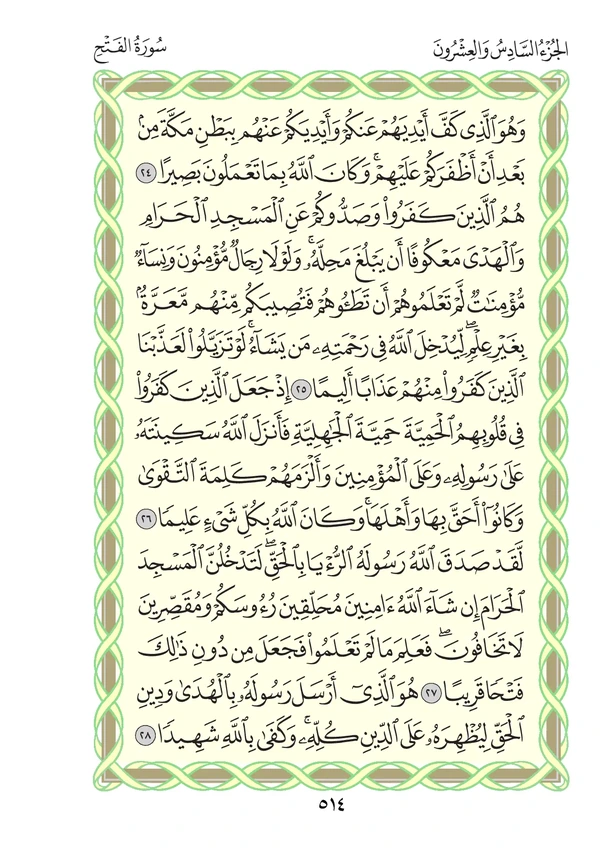 الجُزْءُ السَّادِسُ وَالعِشْرُونَ
سُورَةُ الفَتْحِ
وَهُوَ ٱلَّذِى كَفَّ أَيْدِيَهُمْ عَنكُمْ وَأَيْدِيَكُمْ عَنْهُم بِبَطْنِ مَكَّةَ مِنۢ
بَعْدِ أَنْ أَظْفَرَكُمْ عَلَيْهِمْ ۚ وَكَانَ ٱللَّهُ بِمَا تَعْمَلُونَ بَصِيرًا ٢٤
هُمُ ٱلَّذِينَ كَفَرُوا۟ وَصَدُّوكُمْ عَنِ ٱلْمَسْجِدِ ٱلْحَرَامِ
وَٱلْهَدْىَ مَعْكُوفًا أَن يَبْلُغَ مَحِلَّهُۥ ۚ وَلَوْلَا رِجَالٌ مُّؤْمِنُونَ وَنِسَآءٌ
مُّؤْمِنَـٰتٌ لَّمْ تَعْلَمُوهُمْ أَن تَطَـُٔوهُمْ فَتُصِيبَكُم مِّنْهُم مَّعَرَّةٌۢ
بِغَيْرِ عِلْمٍ ۖ لِّيُدْخِلَ ٱللَّهُ فِى رَحْمَتِهِۦ مَن يَشَآءُ ۚ لَوْ تَزَيَّلُوا۟ لَعَذَّبْنَا
ٱلَّذِينَ كَفَرُوا۟ مِنْهُمْ عَذَابًا أَلِيمًا ٢٥ إِذْ جَعَلَ ٱلَّذِينَ كَفَرُوا۟
فِى قُلُوبِهِمُ ٱلْحَمِيَّةَ حَمِيَّةَ ٱلْجَـٰهِلِيَّةِ فَأَنزَلَ ٱللَّهُ سَكِينَتَهُۥ
عَلَىٰ رَسُولِهِۦ وَعَلَى ٱلْمُؤْمِنِينَ وَأَلْزَمَهُمْ كَلِمَةَ ٱلتَّقْوَىٰ
وَكَانُوٓا۟ أَحَقَّ بِهَا وَأَهْلَهَا ۚ وَكَانَ ٱللَّهُ بِكُلِّ شَىْءٍ عَلِيمًا ٢٦
لَّقَدْ صَدَقَ ٱللَّهُ رَسُولَهُ ٱلرُّءْيَا بِٱلْحَقِّ ۖ لَتَدْخُلُنَّ ٱلْمَسْجِدَ
ٱلْحَرَامَ إِن شَآءَ ٱللَّهُ ءَامِنِينَ مُحَلِّقِينَ رُءُوسَكُمْ وَمُقَصِّرِينَ
لَا تَخَافُونَ ۖ فَعَلِمَ مَا لَمْ تَعْلَمُوا۟ فَجَعَلَ مِن دُونِ ذَٰلِكَ
فَتْحًا قَرِيبًا ٢٧ هُوَ ٱلَّذِىٓ أَرْسَلَ رَسُولَهُۥ بِٱلْهُدَىٰ وَدِينِ
ٱلْحَقِّ لِيُظْهِرَهُۥ عَلَى ٱلدِّينِ كُلِّهِۦ ۚ وَكَفَىٰ بِٱللَّهِ شَهِيدًا ٢٨
٥١٤